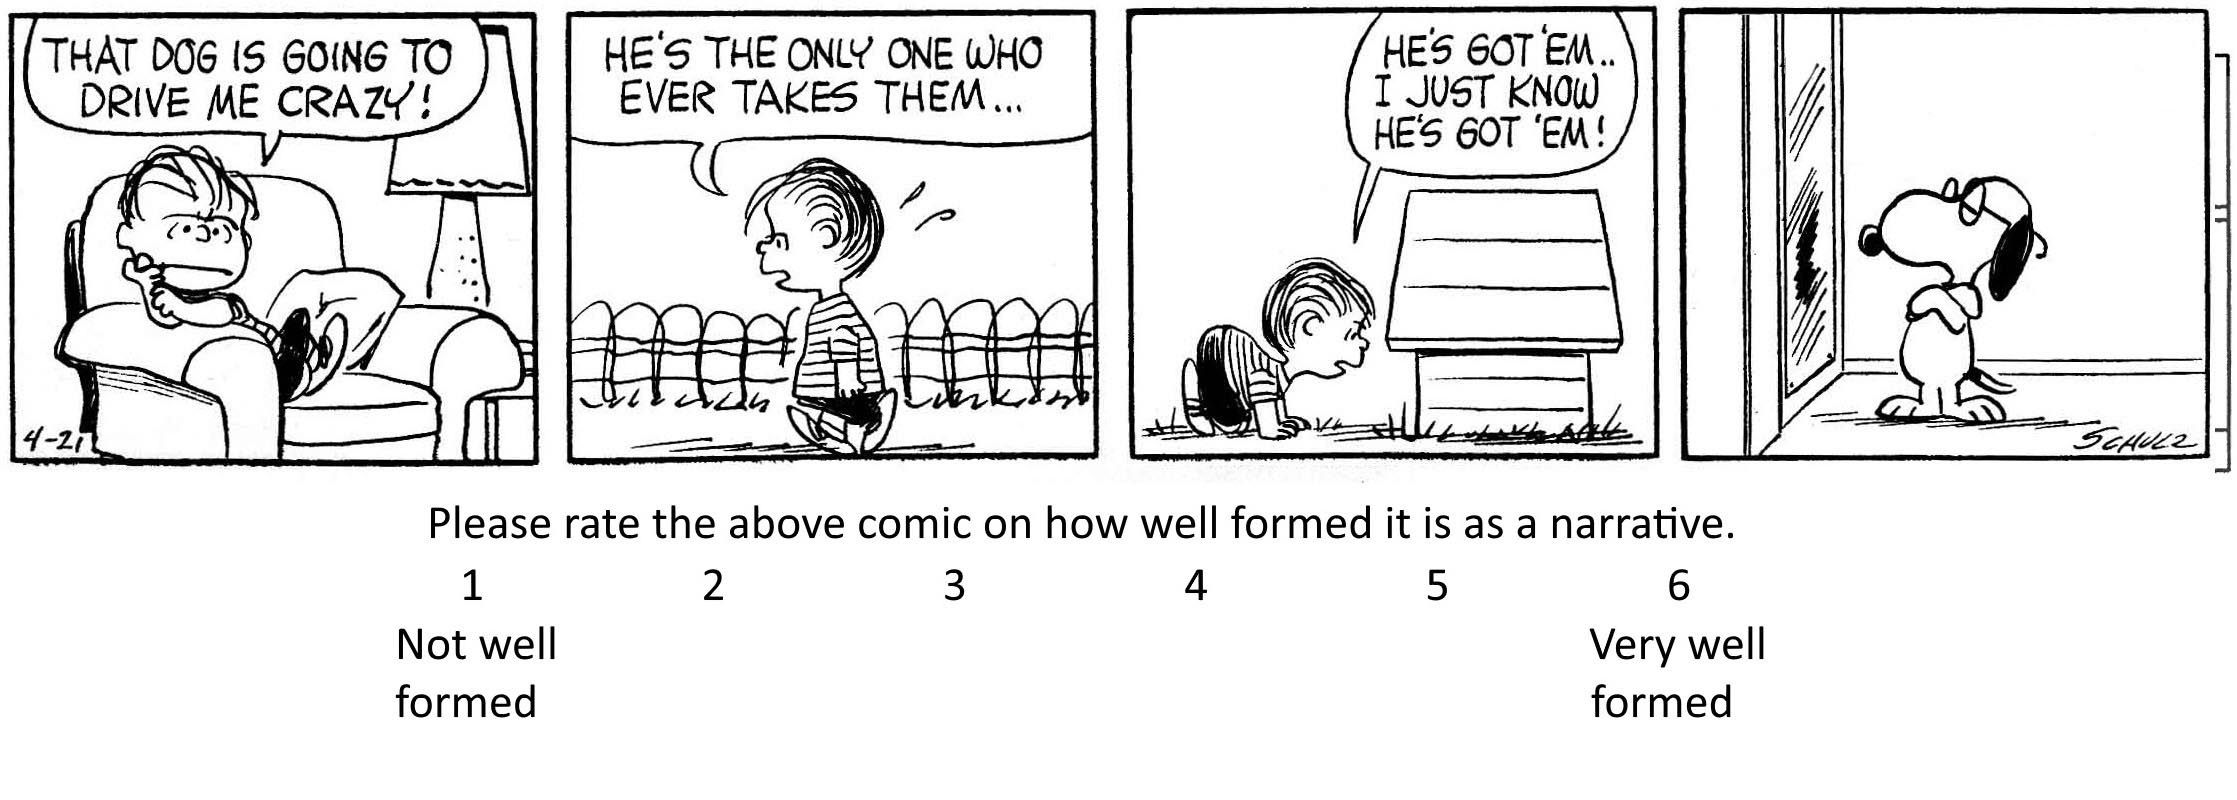 THAT DOG IS GOING TO
DRIVE ME CRAZY!
4-21
HE'S THE ONLY ONE WHO
EVER TAKES THEM...
HE'S GOT 'EM..
I JUST KNOW
HE'S GOT 'EM!
SCHULZ
Please rate the above comic on how well formed it is as a narrative.
1 2 3 4 5 6
Not well
formed
Very well
formed